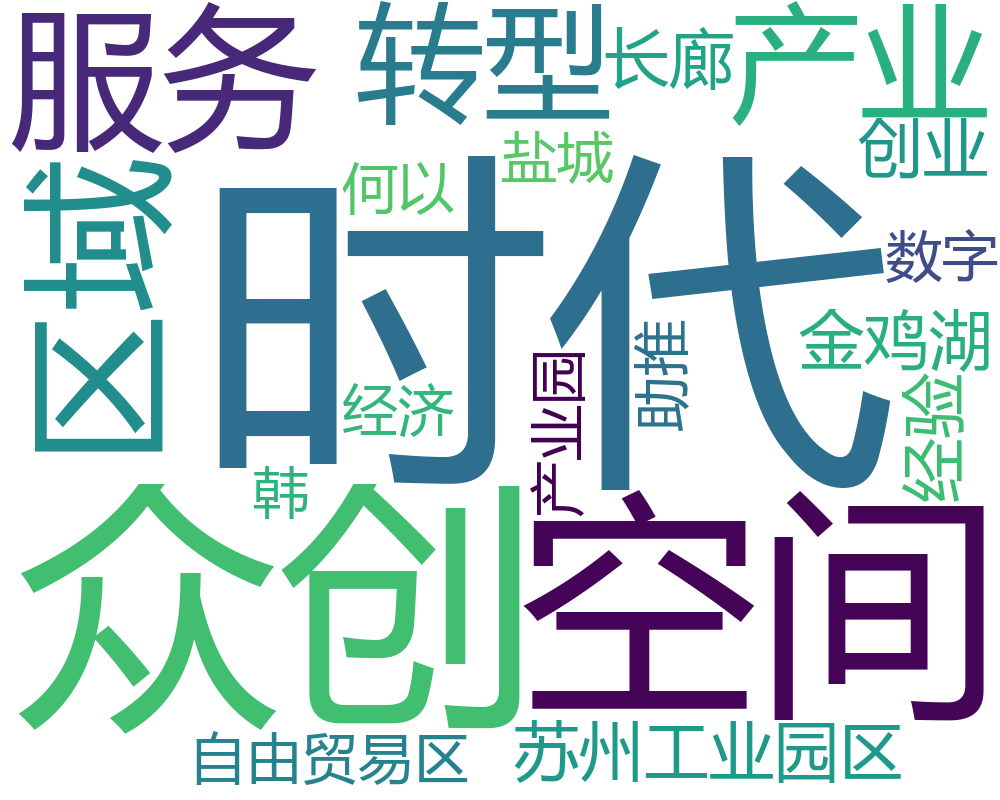 服务
转型
长廊
产业
创业
盐城
何以
区域
时代
数字
金鸡湖
助推
产业园
经济
经验
韩
众创
空间
自由贸易区
苏州工业园区